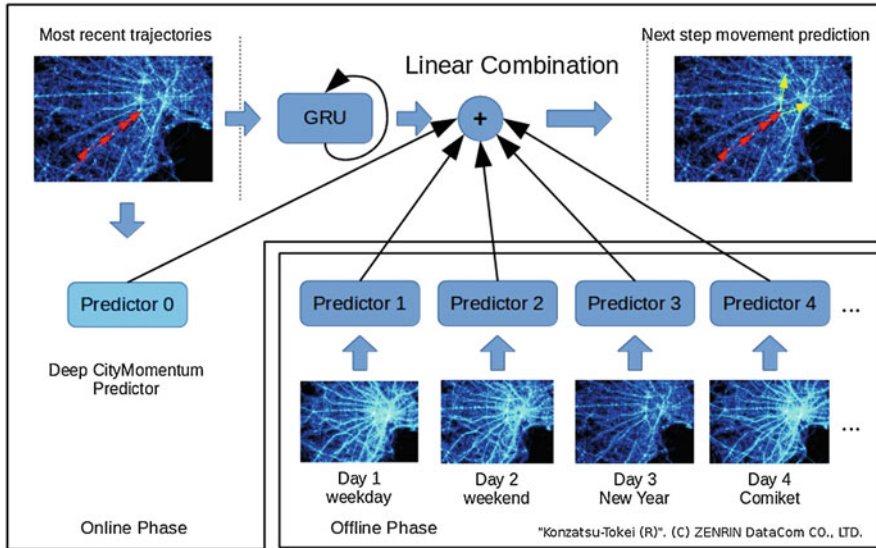 Most recent trajectories
Next step movement prediction
Linear Combination
GRU
+
Predictor 0
Predictor 1
Predictor 2
Predictor 3
Predictor 4
...
Deep CityMomentum
Predictor
...
Day 1
weekday
Day 2
weekend
Day 3
New Year
Day 4
Comiket
Online Phase
Offline Phase
"Konzatsu-Tokei (R)". (C) ZENRIN DataCom CO., LTD.